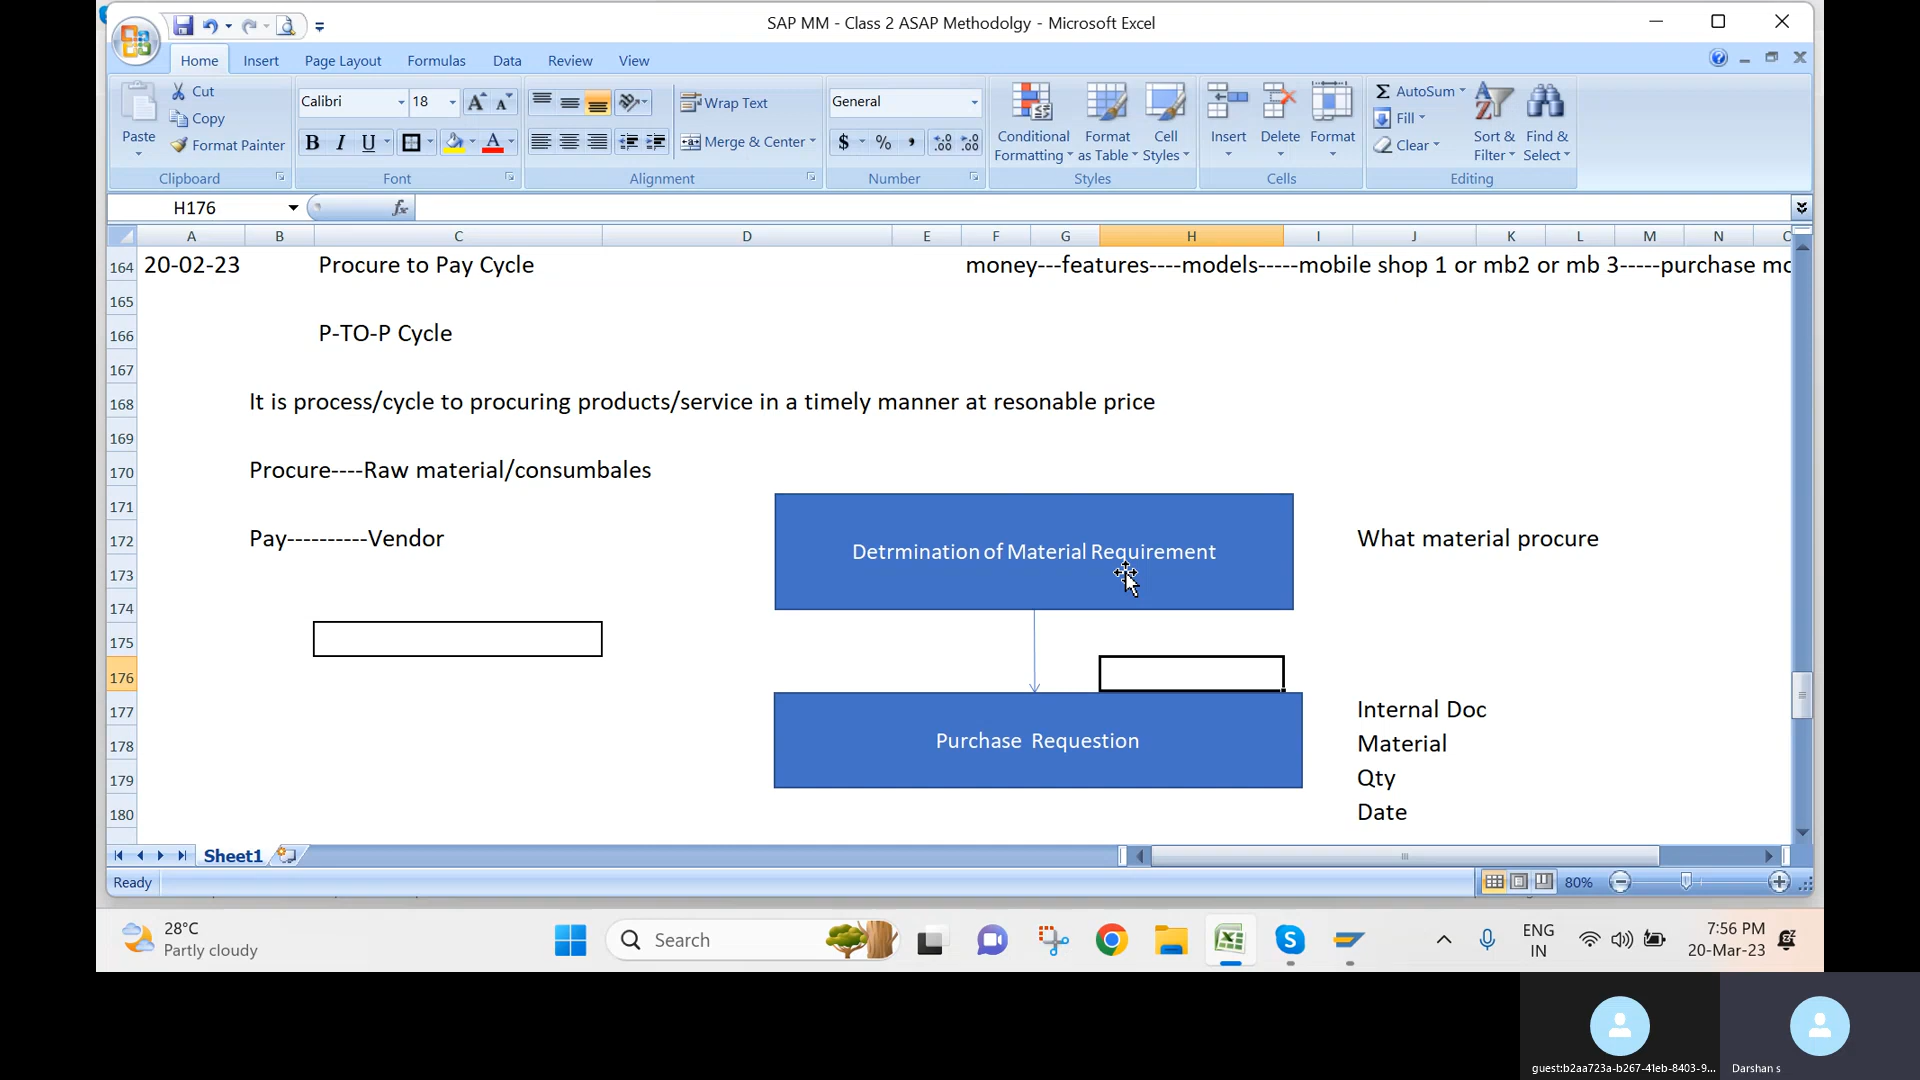 SAP MM - Class 2 ASAP Methodolgy - Microsoft Excel
Home Insert Page Layout Formulas Data Review View
Paste
Cut
Copy
Format Painter
Clipboard
Calibri 18
B I U
Font
Wrap Text
Merge & Center
Alignment
General
$ % ,
Number
Conditional Formatting
Format as Table
Cell Styles
Styles
Insert Delete Format
Cells
AutoSum
Fill
Clear
Sort & Filter
Find & Select
Editing
H176 fx
A B C D E F G H I J K L M N
164 20-02-23 Procure to Pay Cycle money---features----models-----mobile shop 1 or mb2 or mb 3-----purchase mo
165
166 P-TO-P Cycle
167
168 It is process/cycle to procuring products/service in a timely manner at resonable price
169
170 Procure----Raw material/consumbales
171
172 Pay----------Vendor Detrmination of Material Requirement What material procure
173
174
175
176
177 Internal Doc
178 Purchase Requestion Material
179 Qty
180 Date
Sheet1
Ready 80%
28°C
Partly cloudy
Search
ENG
IN
7:56 PM
20-Mar-23
guest:b2aa723a-b267-41eb-8403-9...
Darshan s